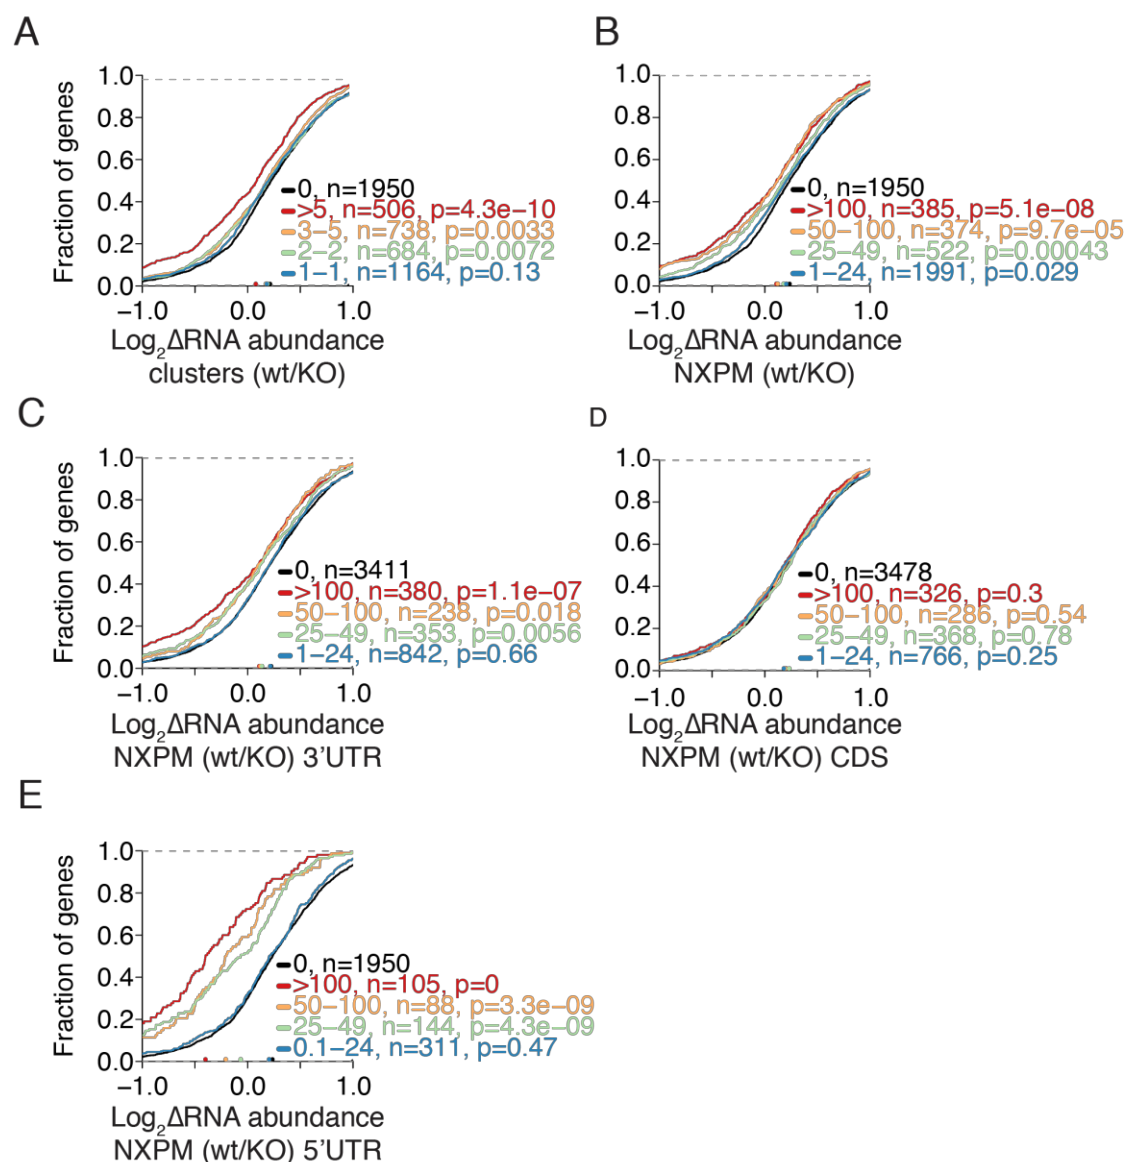 A
Fraction of genes
1.0
0.8
0.6
0.4
0.2
0.0
0, n=1950
>5, n=506, p=4.3e−10
3−5, n=738, p=0.0033
2−2, n=684, p=0.0072
1−1, n=1164, p=0.13
−1.0 0.0 1.0
Log2ΔRNA abundance
clusters (wt/KO)
B
1.0
0.8
0.6
0.4
0.2
0.0
0, n=1950
>100, n=385, p=5.1e−08
50−100, n=374, p=9.7e−05
25−49, n=522, p=0.00043
1−24, n=1991, p=0.029
−1.0 0.0 1.0
Log2ΔRNA abundance
NXPM (wt/KO)
C
Fraction of genes
1.0
0.8
0.6
0.4
0.2
0.0
0, n=3411
>100, n=380, p=1.1e−07
50−100, n=238, p=0.018
25−49, n=353, p=0.0056
1−24, n=842, p=0.66
−1.0 0.0 1.0
Log2ΔRNA abundance
NXPM (wt/KO) 3'UTR
D
1.0
0.8
0.6
0.4
0.2
0.0
0, n=3478
>100, n=326, p=0.3
50−100, n=286, p=0.54
25−49, n=368, p=0.78
1−24, n=766, p=0.25
−1.0 0.0 1.0
Log2ΔRNA abundance
NXPM (wt/KO) CDS
E
Fraction of genes
1.0
0.8
0.6
0.4
0.2
0.0
0, n=1950
>100, n=105, p=0
50−100, n=88, p=3.3e−09
25−49, n=144, p=4.3e−09
0.1−24, n=311, p=0.47
−1.0 0.0 1.0
Log2ΔRNA abundance
NXPM (wt/KO) 5'UTR